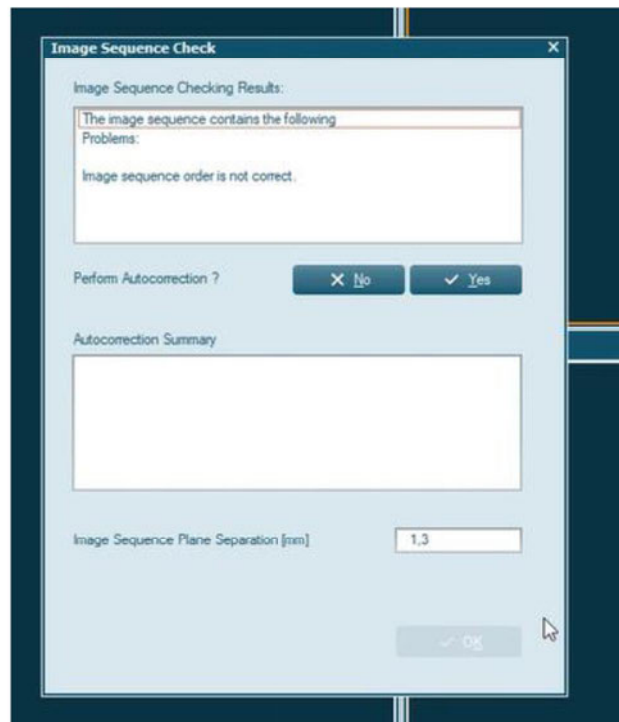 Image Sequence Check
Image Sequence Checking Results:
The image sequence contains the following
Problems:
Image sequence order is not correct.
Perform Autocorrection ?
No
Yes
Autocorrection Summary
Image Sequence Plane Separation [mm]
1,3
OK